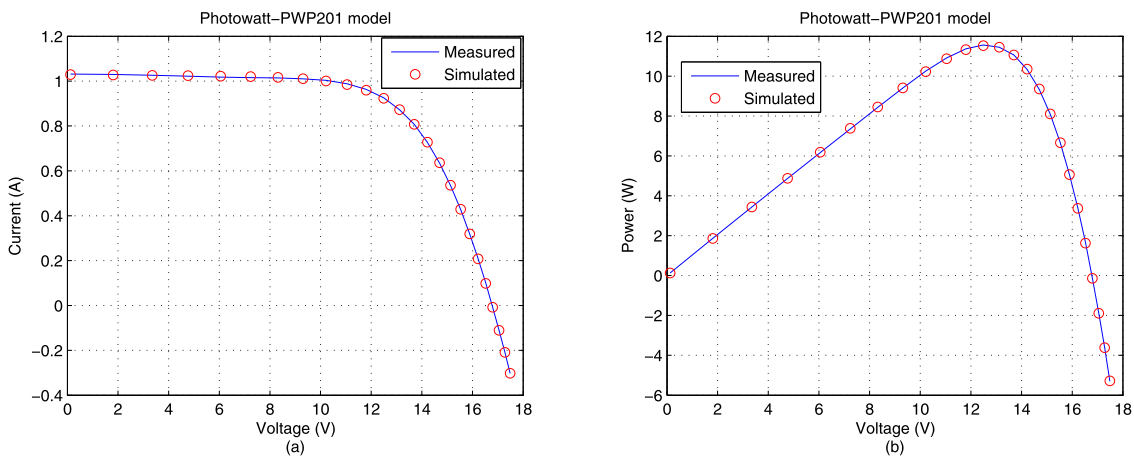 Photowatt−PWP201 model
1.2
1
0.8
0.6
0.4
0.2
0
−0.2
−0.4
Current (A)
Measured
Simulated
0 2 4 6 8 10 12 14 16 18
Voltage (V)
(a)
Photowatt−PWP201 model
12
10
8
6
4
2
0
−2
−4
−6
Power (W)
Measured
Simulated
0 2 4 6 8 10 12 14 16 18
Voltage (V)
(b)